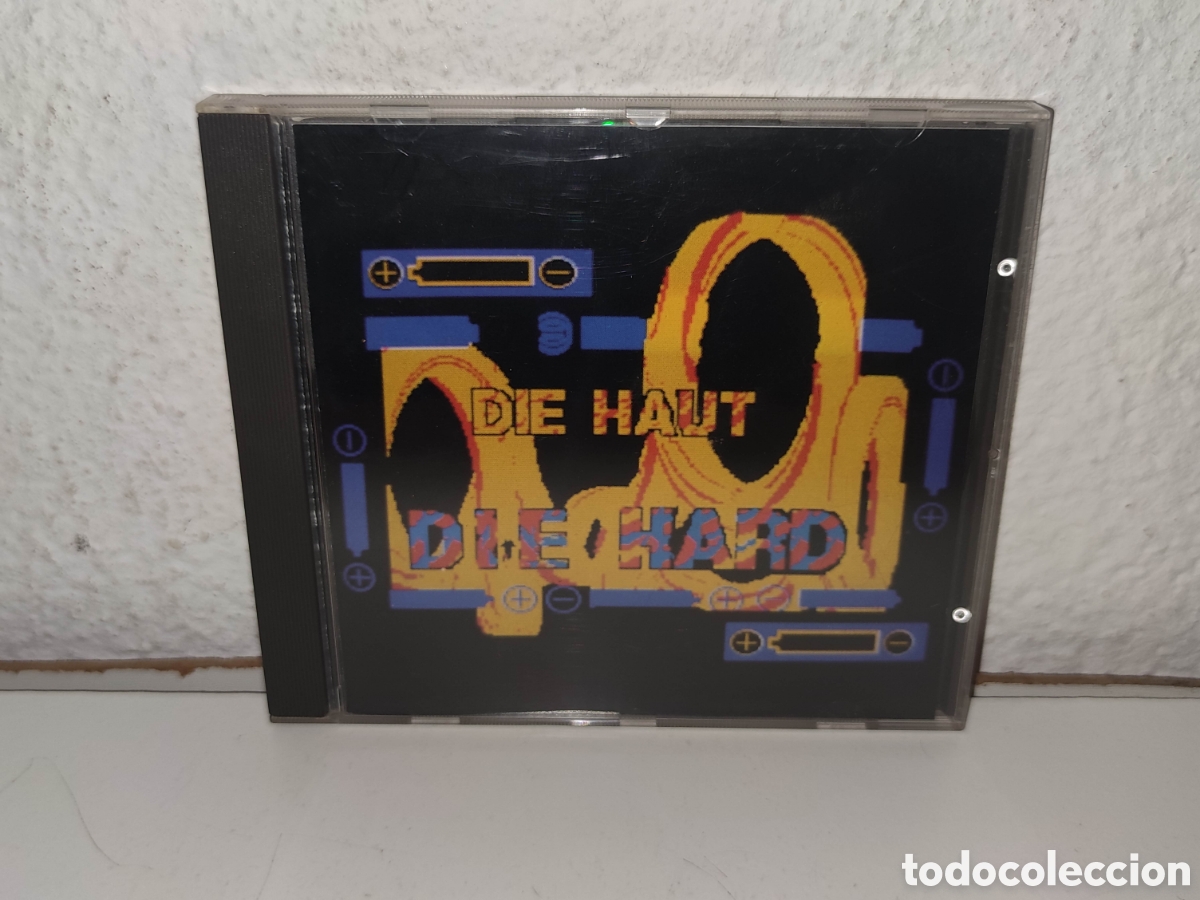 DIE HAUT
DIE HARD
todocoleccion